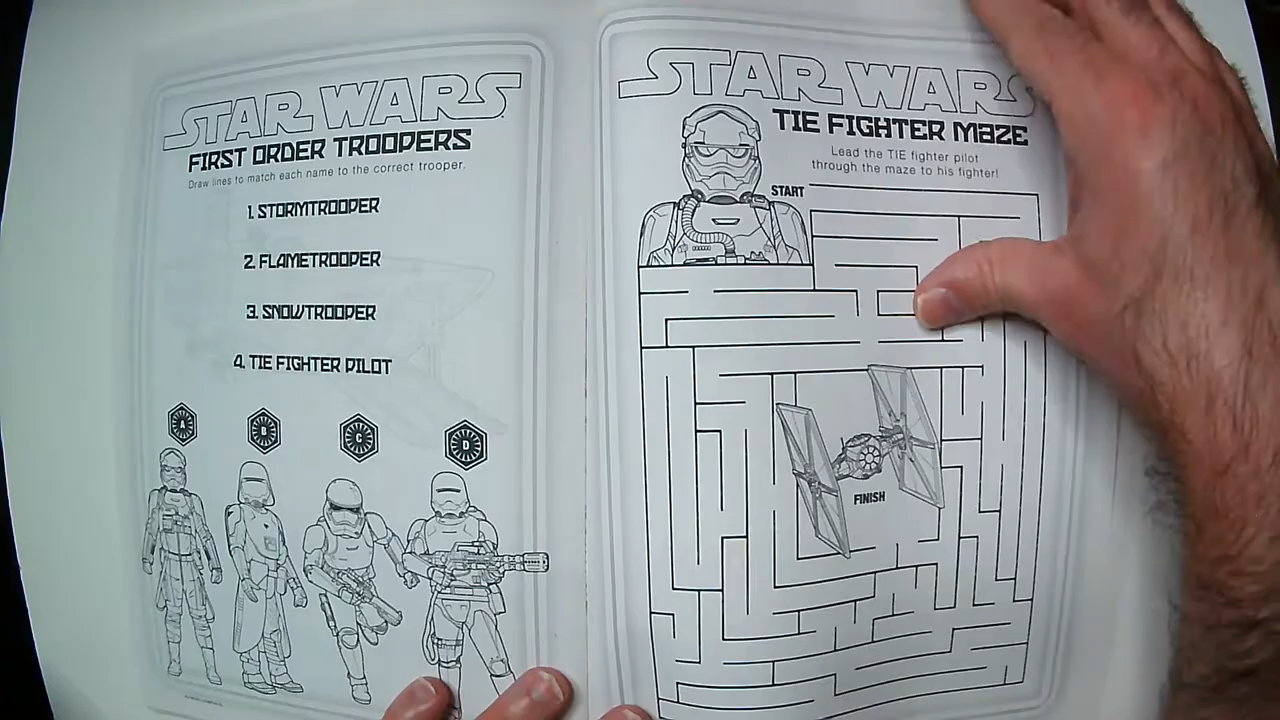 STAR WARS
FIRST ORDER TROOPERS
Draw lines to match each name to the correct trooper.
1. STORMTROOPER
2. FLAMETROOPER
3. SNOWTROOPER
4. TIE FIGHTER PILOT
A
B
C
D
STAR WARS
TIE FIGHTER MAZE
Lead the TIE fighter pilot
through the maze to his fighter!
START
FINISH